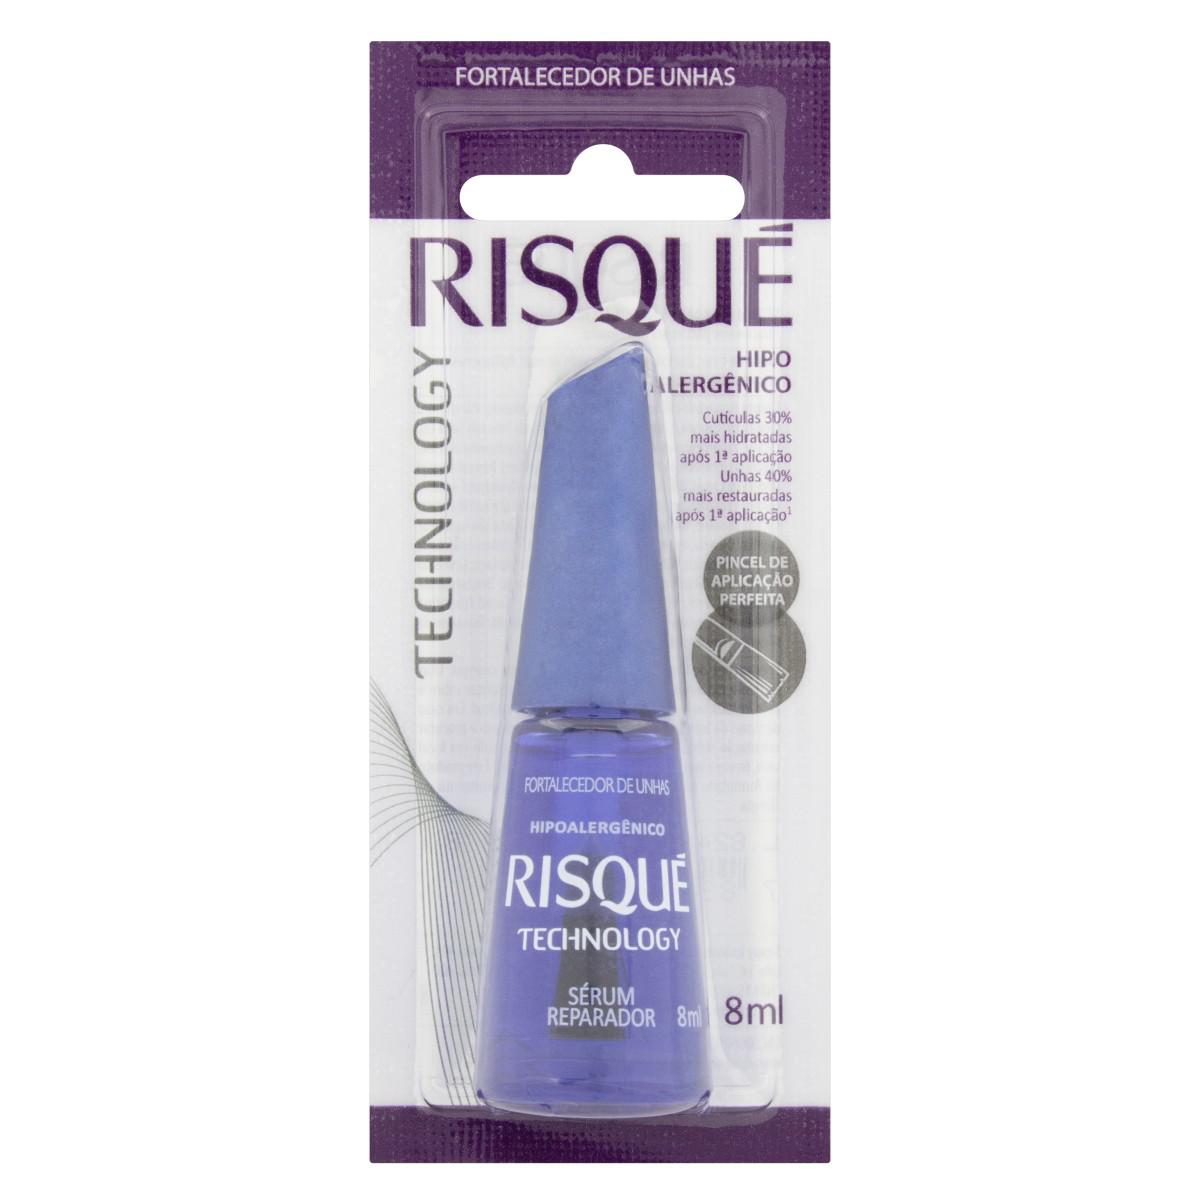 FORTALECEDOR DE UNHAS
RISQUÉ
TECHNOLOGY
HIPO
ALERGÊNICO
Cutículas 30%
mais hidratadas
após 1ª aplicação
Unhas 40%
mais restauradas
após 1ª aplicação¹
PINCEL DE
APLICAÇÃO
PERFEITA
FORTALECEDOR DE UNHAS
HIPOALERGÊNICO
RISQUÉ
TECHNOLOGY
SÉRUM
REPARADOR
8ml
8ml